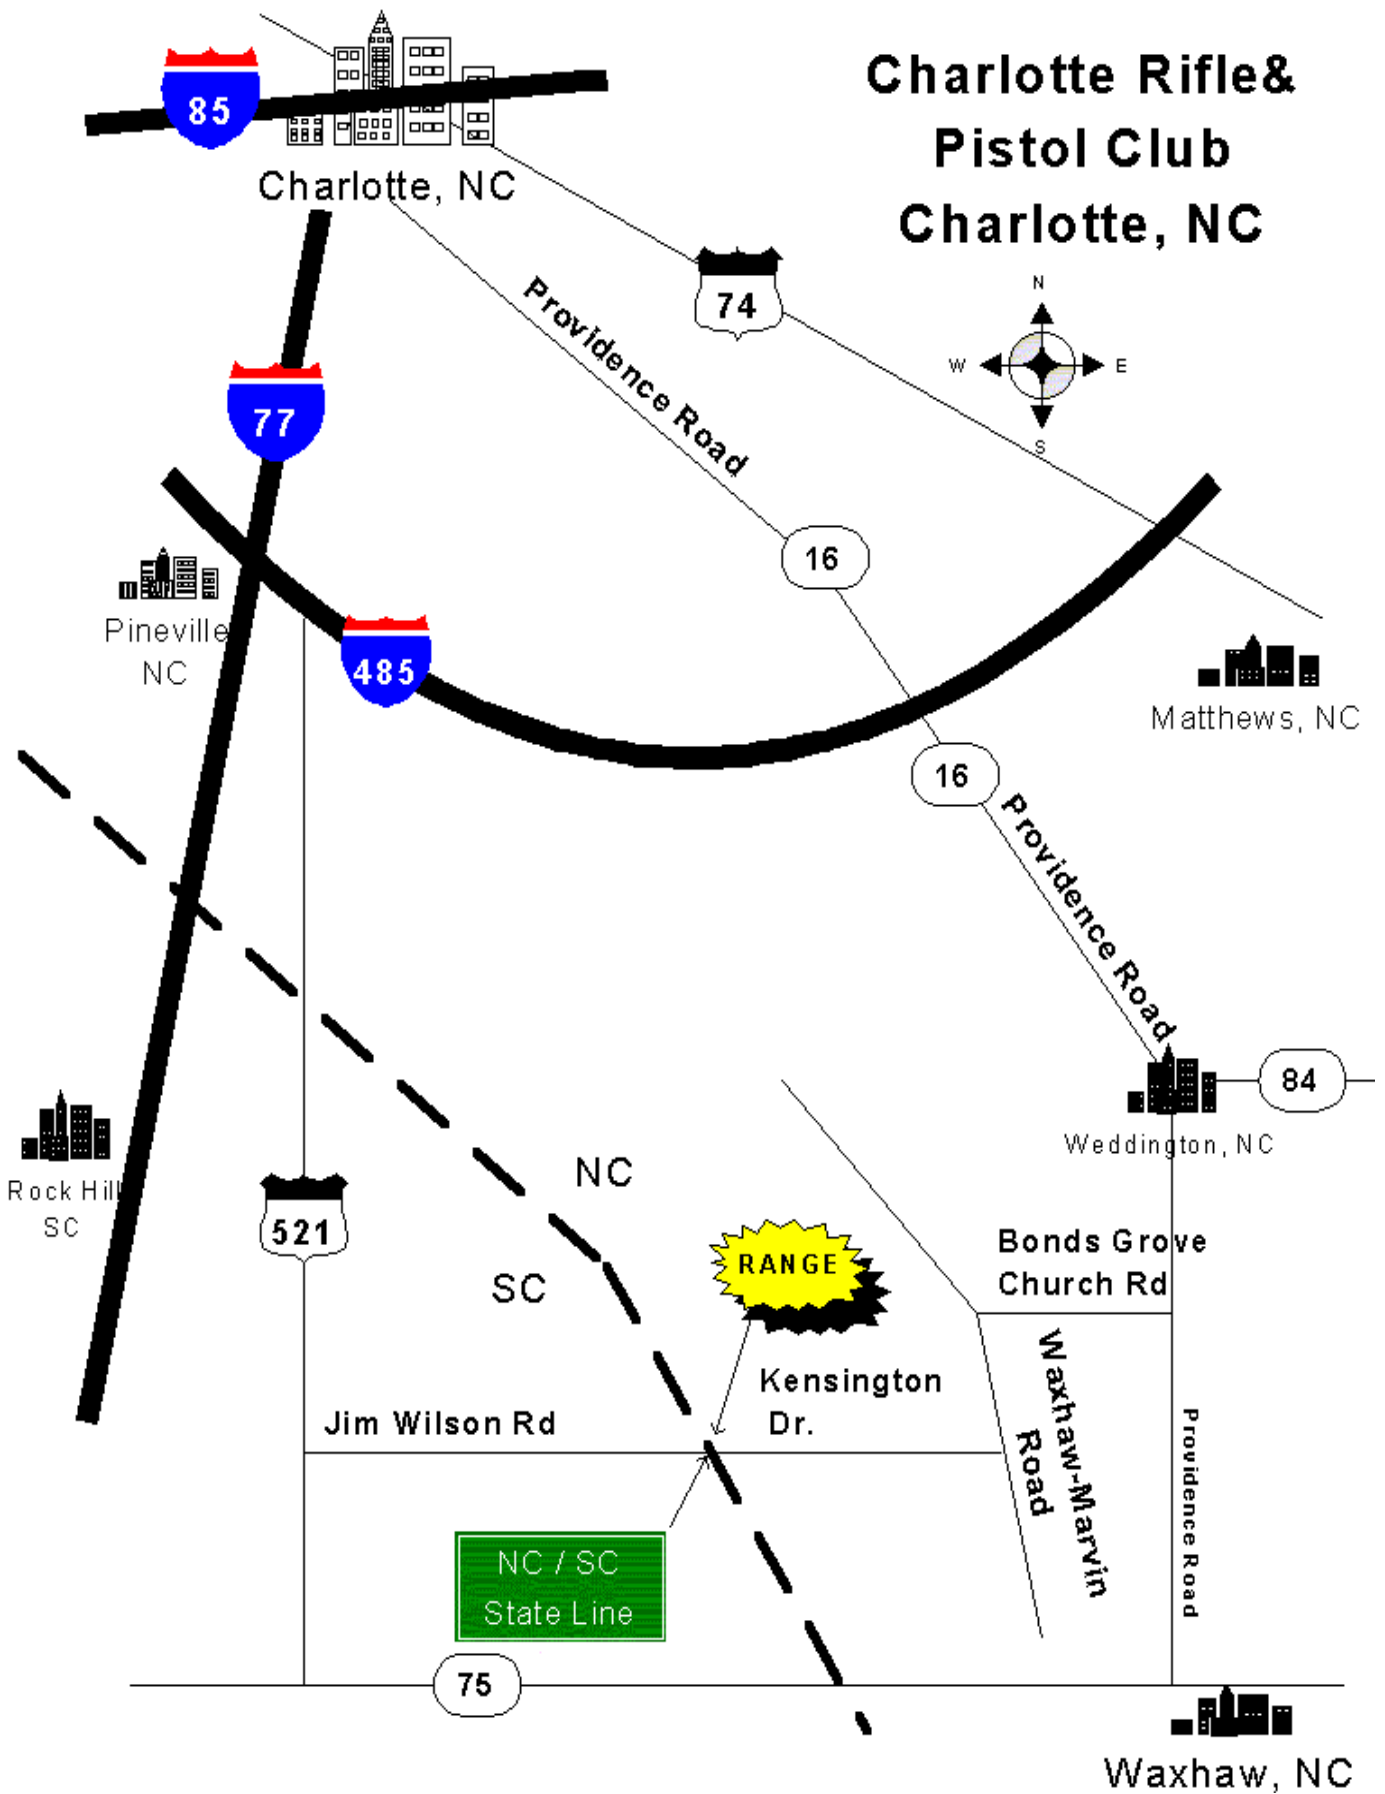 Charlotte Rifle&
Pistol Club
Charlotte, NC
85
Charlotte, NC
74
N
W
E
S
Providence Road
77
16
Pineville
NC
485
Matthews, NC
16
Providence Road
84
Weddington, NC
Rock Hill
SC
521
NC
SC
RANGE
Bonds Grove
Church Rd
Kensington
Dr.
Jim Wilson Rd
Waxhaw-Marvin
Road
Providence Road
NC / SC
State Line
75
Waxhaw, NC